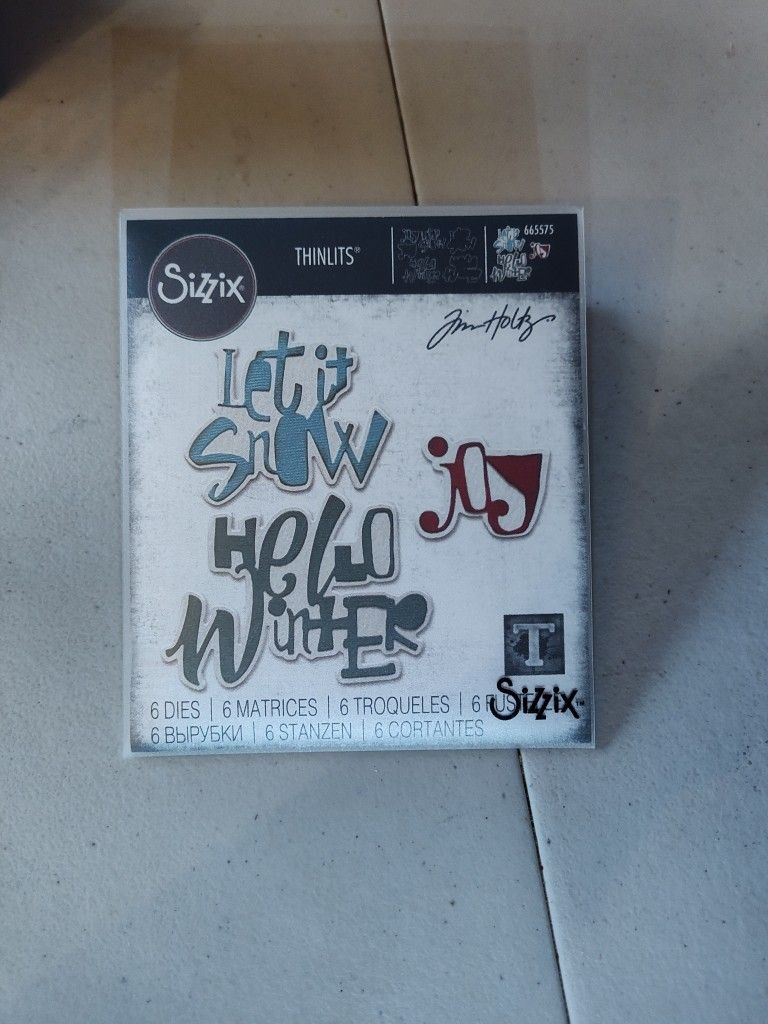 Sizzix
THINLITS®
665575
Tim Holtz
Let it
Snow
joy
Hello
Winter
T
Sizzix
6 DIES | 6 MATRICES | 6 TROQUELES | 6
6 ВЫРУБКИ | 6 STANZEN | 6 CORTANTES